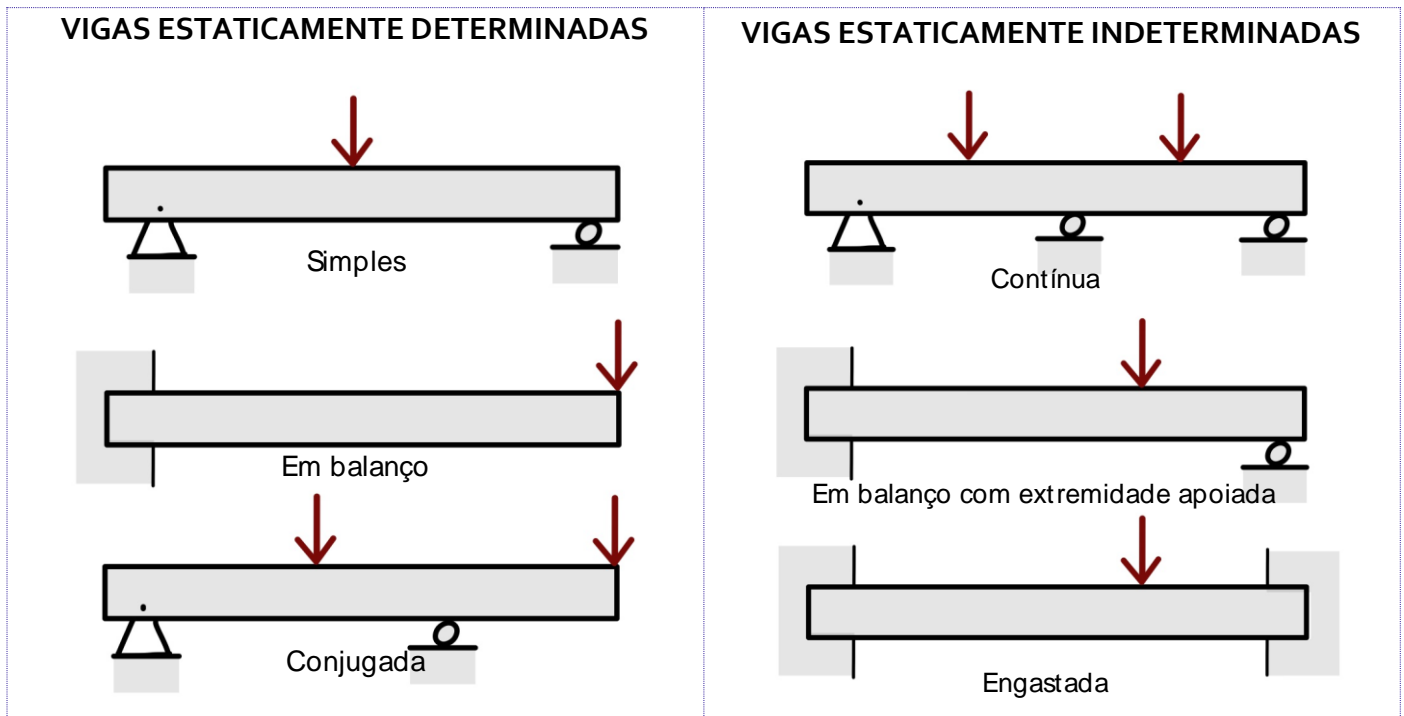 VIGAS ESTATICAMENTE DETERMINADAS
Simples
Em balanço
Conjugada
VIGAS ESTATICAMENTE INDETERMINADAS
Contínua
Em balanço com extremidade apoiada
Engastada